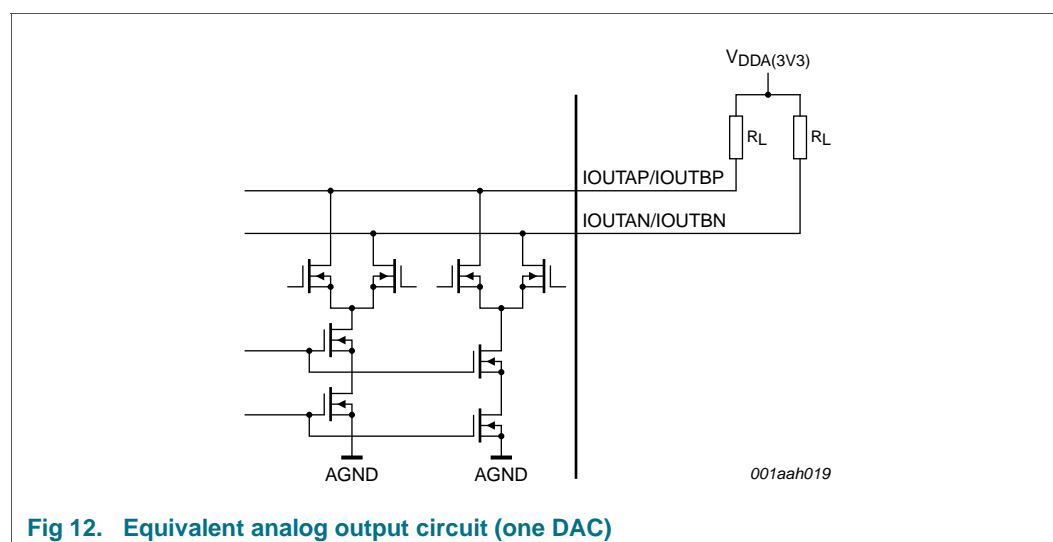 VDDA(3V3)
RL RL
IOUTAP/IOUTBP
IOUTAN/IOUTBN
AGND AGND
001aah019
Fig 12. Equivalent analog output circuit (one DAC)